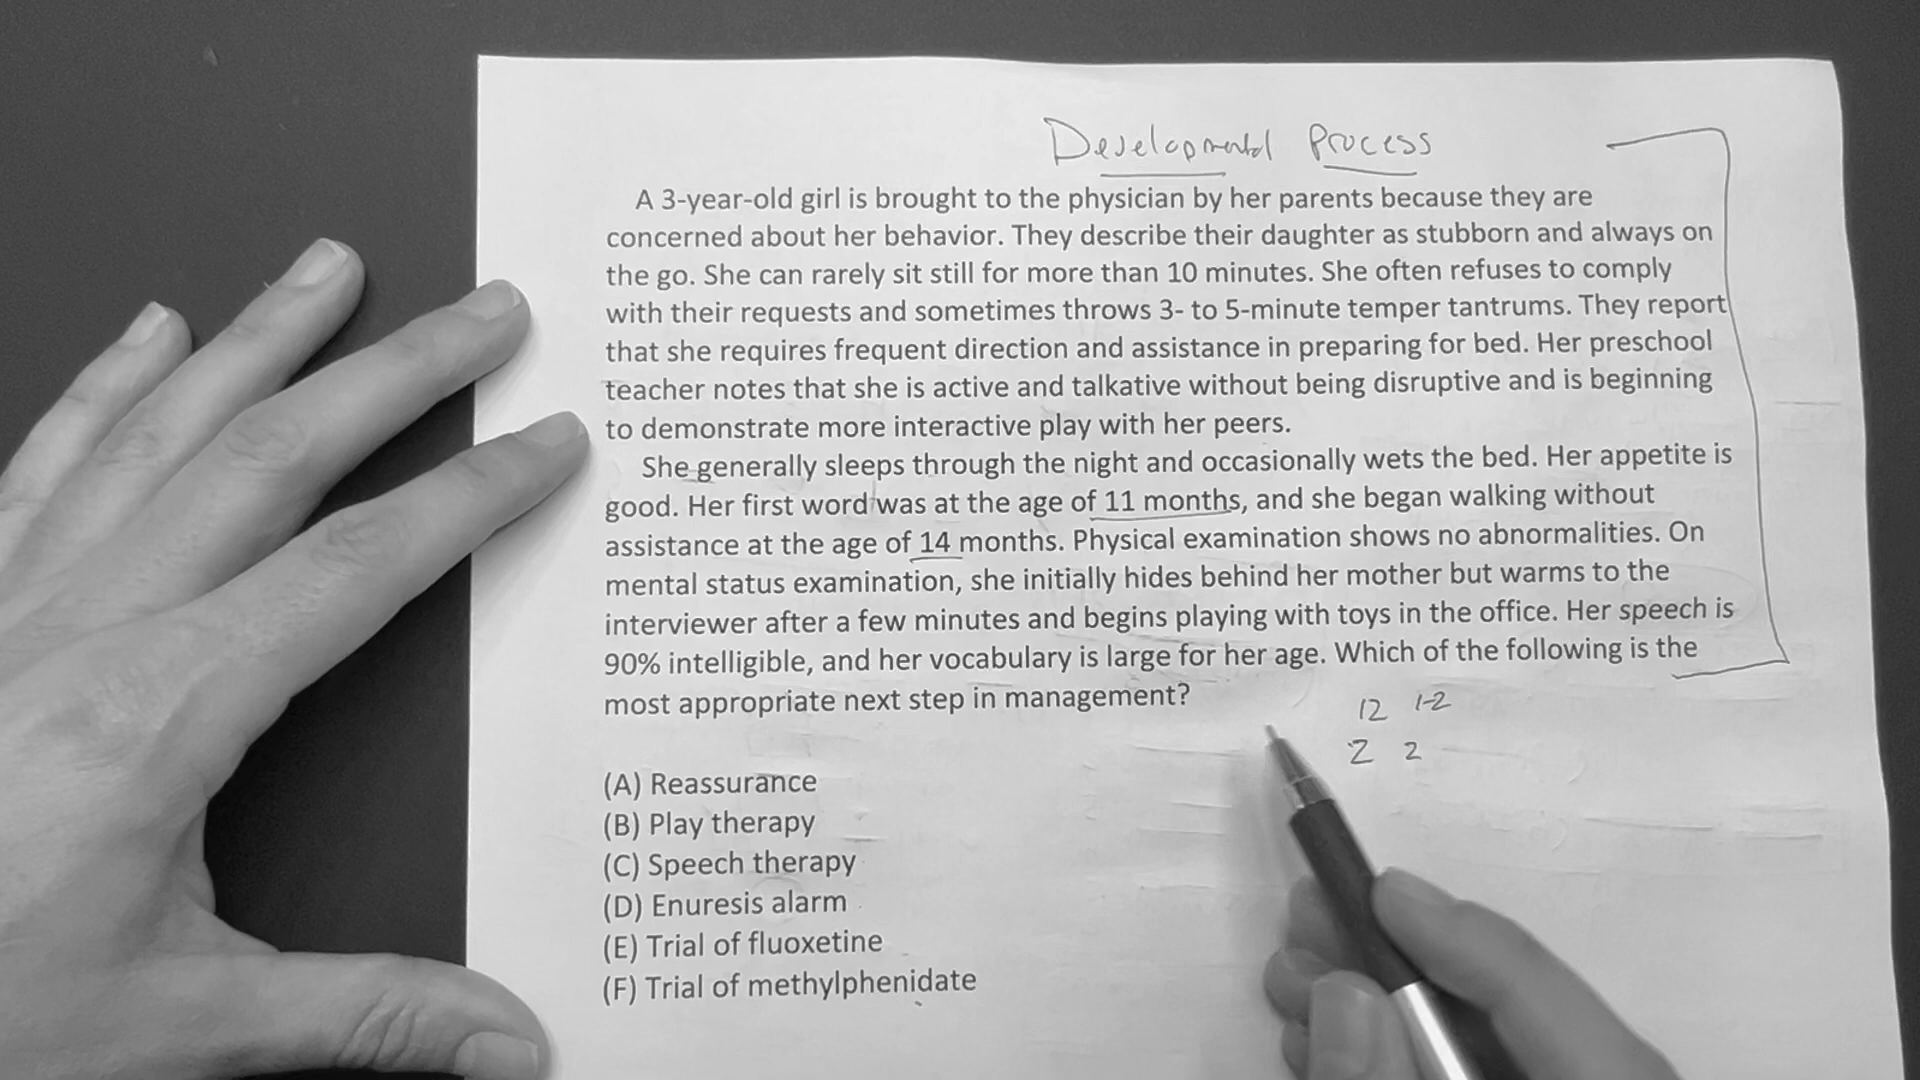 Developmental Process
A 3-year-old girl is brought to the physician by her parents because they are
concerned about her behavior. They describe their daughter as stubborn and always on
the go. She can rarely sit still for more than 10 minutes. She often refuses to comply
with their requests and sometimes throws 3- to 5-minute temper tantrums. They report
that she requires frequent direction and assistance in preparing for bed. Her preschool
teacher notes that she is active and talkative without being disruptive and is beginning
to demonstrate more interactive play with her peers.
She generally sleeps through the night and occasionally wets the bed. Her appetite is
good. Her first word was at the age of 11 months, and she began walking without
assistance at the age of 14 months. Physical examination shows no abnormalities. On
mental status examination, she initially hides behind her mother but warms to the
interviewer after a few minutes and begins playing with toys in the office. Her speech is
90% intelligible, and her vocabulary is large for her age. Which of the following is the
most appropriate next step in management?
12 1-2
2 2
(A) Reassurance
(B) Play therapy
(C) Speech therapy
(D) Enuresis alarm
(E) Trial of fluoxetine
(F) Trial of methylphenidate